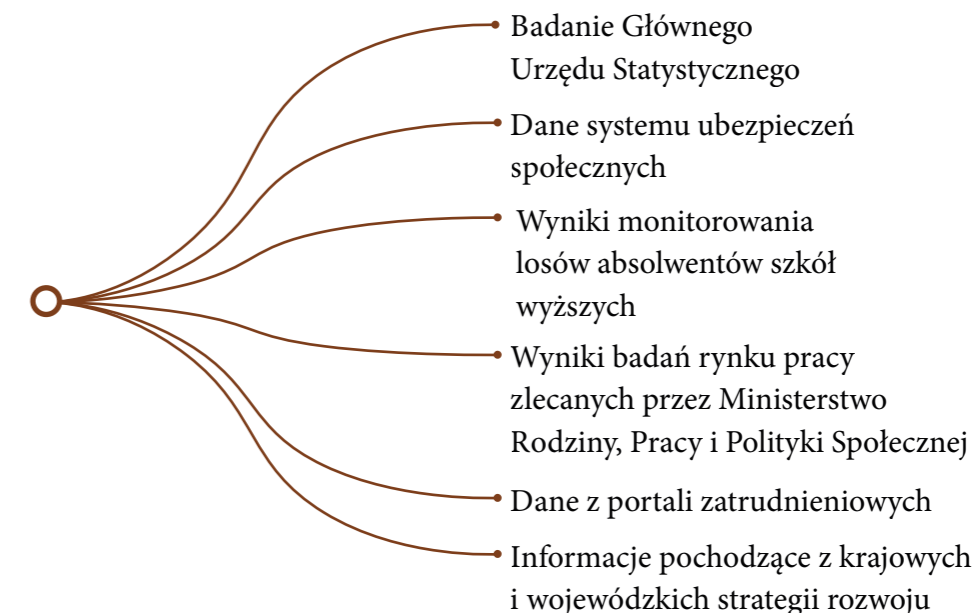 Badanie Głównego
Urzędu Statystycznego
Dane systemu ubezpieczeń
społecznych
Wyniki monitorowania
losów absolwentów szkół
wyższych
Wyniki badań rynku pracy
zlecanych przez Ministerstwo
Rodziny, Pracy i Polityki Społecznej
Dane z portali zatrudnieniowych
Informacje pochodzące z krajowych
i wojewódzkich strategii rozwoju